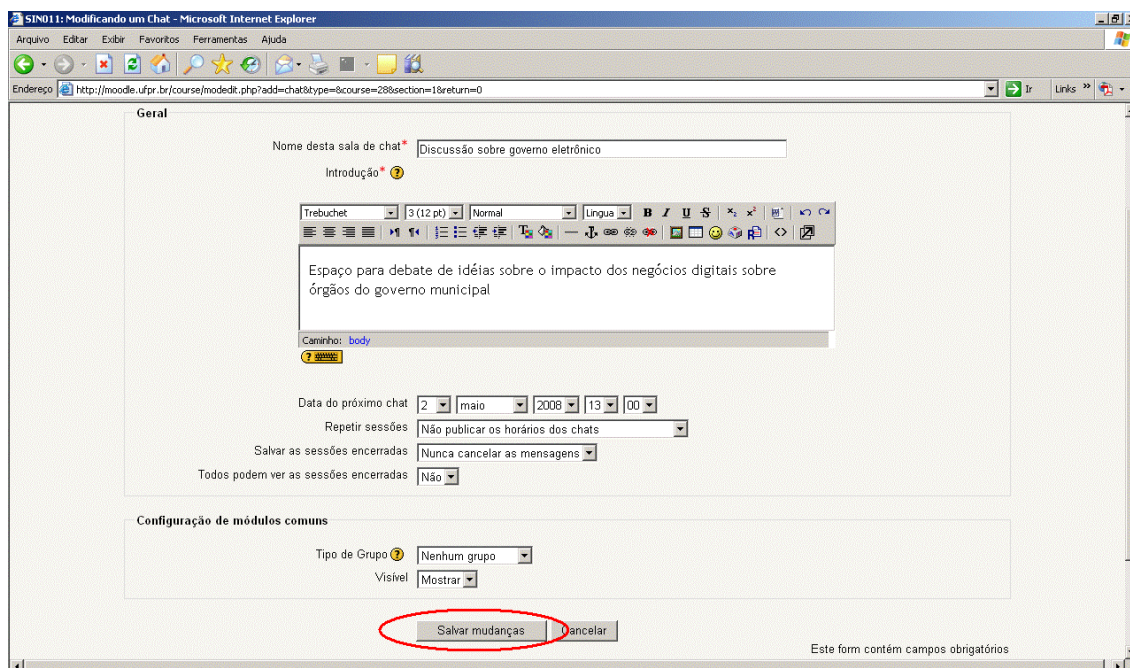 SIN011: Modificando um Chat - Microsoft Internet Explorer
Arquivo Editar Exibir Favoritos Ferramentas Ajuda
Endereço http://moodle.ufpr.br/course/modedit.php?add=chat&type=&course=28&section=1&return=0 Ir Links »
Geral
Nome desta sala de chat* Discussão sobre governo eletrônico
Introdução* ?
Trebuchet 3 (12 pt) Normal Lingua B I U S x₂ x²
Espaço para debate de idéias sobre o impacto dos negócios digitais sobre
órgãos do governo municipal
Caminho: body
?
Data do próximo chat 2 maio 2008 13 00
Repetir sessões Não publicar os horários dos chats
Salvar as sessões encerradas Nunca cancelar as mensagens
Todos podem ver as sessões encerradas Não
Configuração de módulos comuns
Tipo de Grupo ? Nenhum grupo
Visível Mostrar
Salvar mudanças Cancelar
Este form contém campos obrigatórios